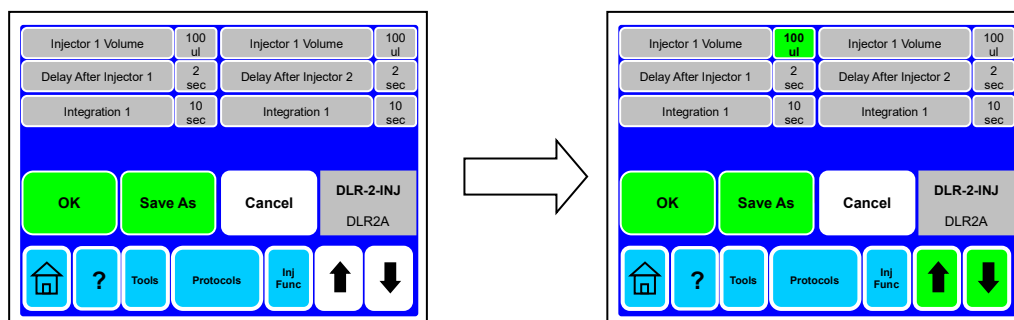 Injector 1 Volume 100 ul Injector 1 Volume 100 ul
Delay After Injector 1 2 sec Delay After Injector 2 2 sec
Integration 1 10 sec Integration 1 10 sec
OK Save As Cancel DLR-2-INJ
DLR2A
? Tools Protocols Inj Func
Injector 1 Volume 100 ul Injector 1 Volume 100 ul
Delay After Injector 1 2 sec Delay After Injector 2 2 sec
Integration 1 10 sec Integration 1 10 sec
OK Save As Cancel DLR-2-INJ
DLR2A
? Tools Protocols Inj Func